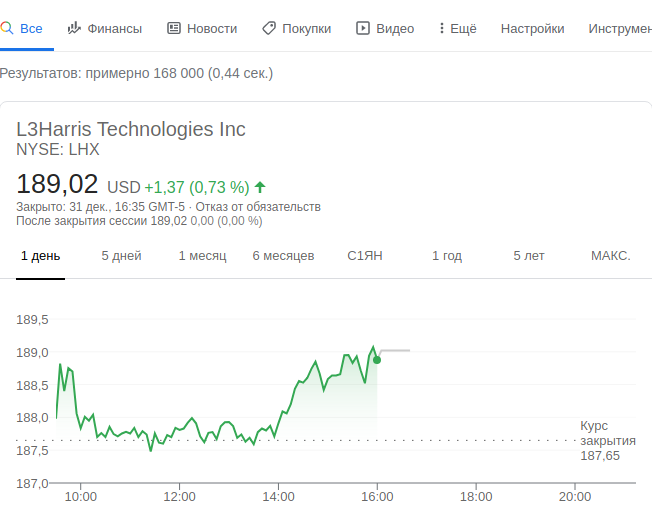 Все Финансы Новости Покупки Видео Ещё Настройки Инструмен
Результатов: примерно 168 000 (0,44 сек.)
L3Harris Technologies Inc
NYSE: LHX
189,02 USD +1,37 (0,73 %)
Закрыто: 31 дек., 16:35 GMT-5 · Отказ от обязательств
После закрытия сессии 189,02 0,00 (0,00 %)
1 день 5 дней 1 месяц 6 месяцев С1ЯН 1 год 5 лет МАКС.
189,5
189,0
188,5
188,0
187,5
187,0
Курс
закрытия
187,65
10:00 12:00 14:00 16:00 18:00 20:00